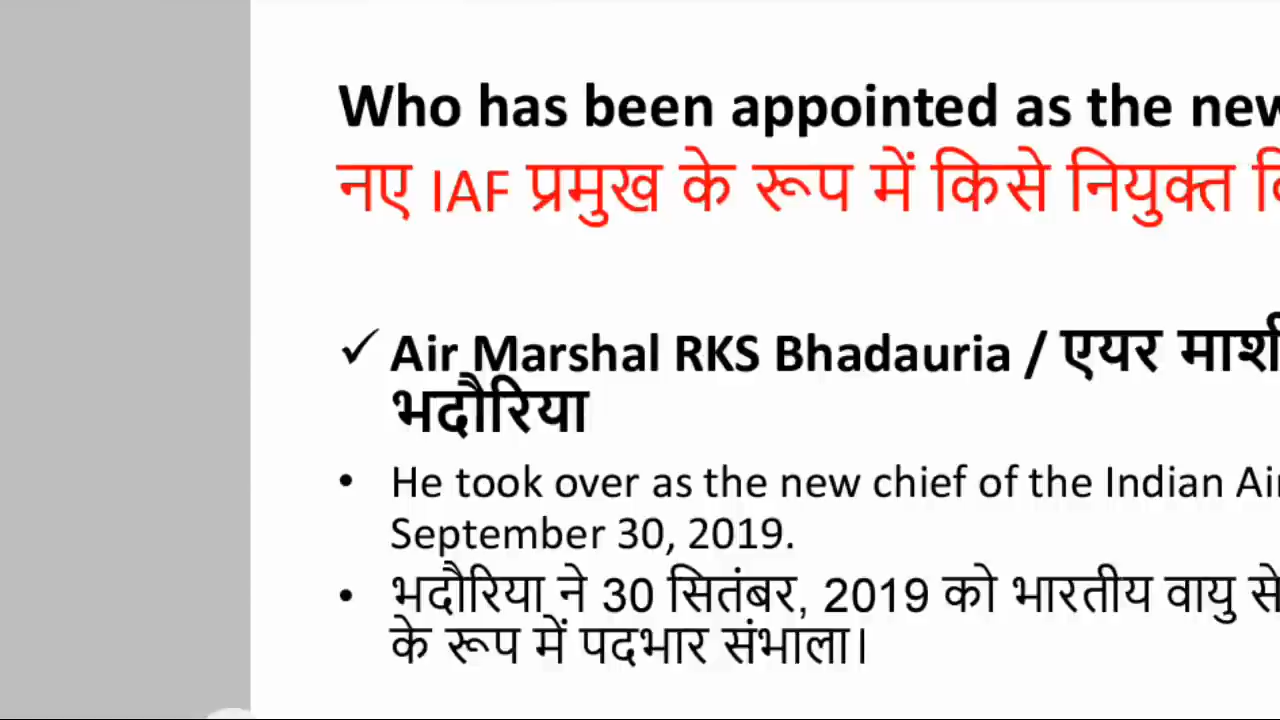 Who has been appointed as the new
नए IAF प्रमुख के रूप में किसे नियुक्त
✓ Air Marshal RKS Bhadauria / एयर मार्श
भदौरिया
• He took over as the new chief of the Indian Air
September 30, 2019.
• भदौरिया ने 30 सितंबर, 2019 को भारतीय वायु से
के रूप में पदभार संभाला।